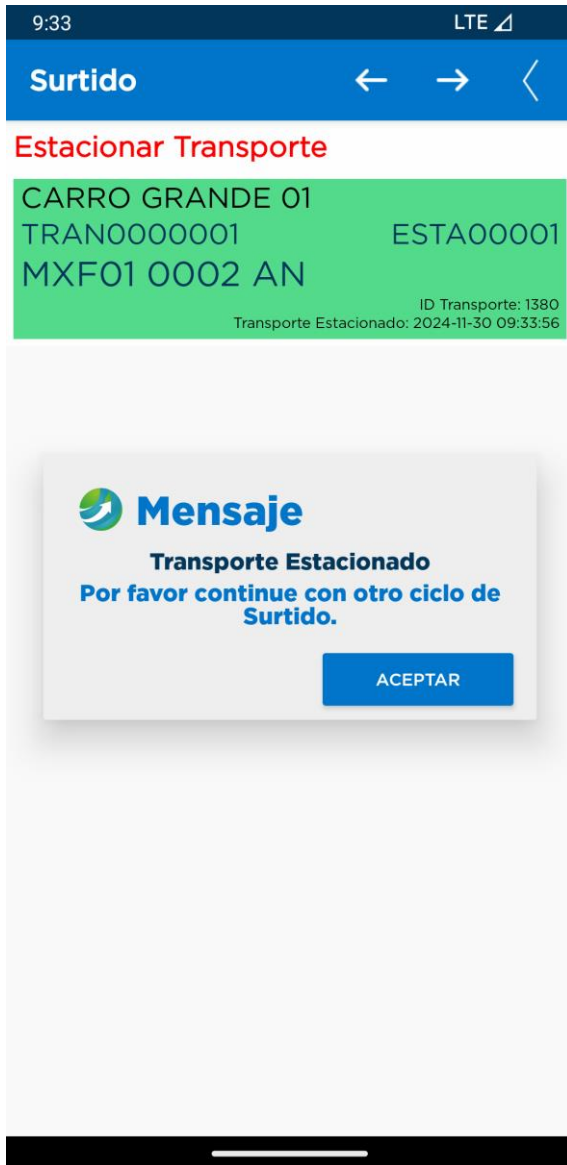 9:33 LTE
Surtido
Estacionar Transporte
CARRO GRANDE 01
TRAN0000001 ESTA00001
MXF01 0002 AN
ID Transporte: 1380
Transporte Estacionado: 2024-11-30 09:33:56
Mensaje
Transporte Estacionado
Por favor continue con otro ciclo de
Surtido.
ACEPTAR